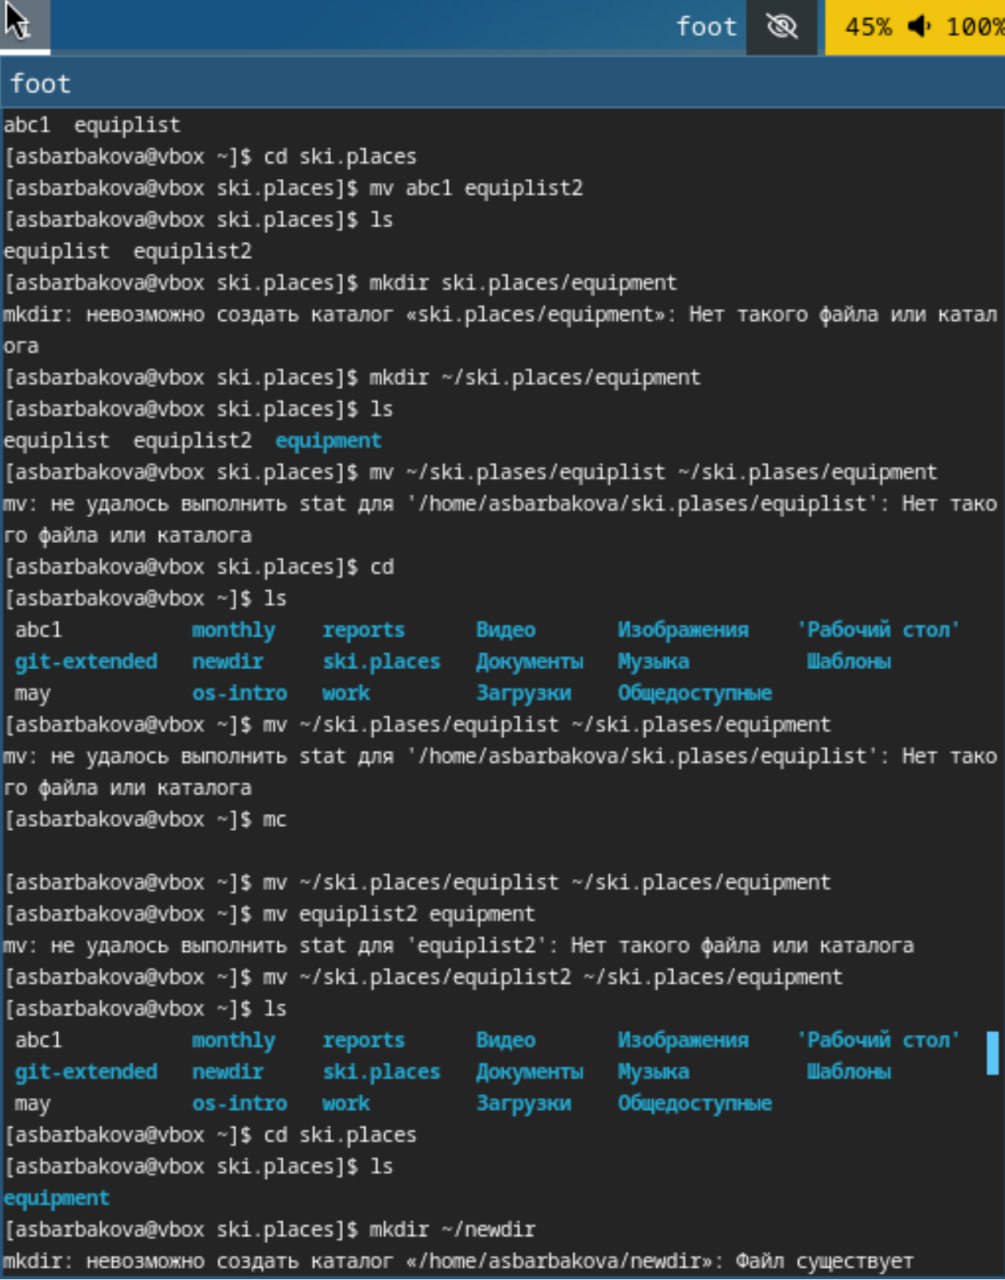 foot 45% 100%
foot
abc1 equiplist
[asbarbakova@vbox ~]$ cd ski.places
[asbarbakova@vbox ski.places]$ mv abc1 equiplist2
[asbarbakova@vbox ski.places]$ ls
equiplist equiplist2
[asbarbakova@vbox ski.places]$ mkdir ski.places/equipment
mkdir: невозможно создать каталог «ski.places/equipment»: Нет такого файла или катал
ога
[asbarbakova@vbox ski.places]$ mkdir ~/ski.places/equipment
[asbarbakova@vbox ski.places]$ ls
equiplist equiplist2 equipment
[asbarbakova@vbox ski.places]$ mv ~/ski.plases/equiplist ~/ski.plases/equipment
mv: не удалось выполнить stat для '/home/asbarbakova/ski.plases/equiplist': Нет тако
го файла или каталога
[asbarbakova@vbox ski.places]$ cd
[asbarbakova@vbox ~]$ ls
abc1 monthly reports Видео Изображения 'Рабочий стол'
git-extended newdir ski.places Документы Музыка Шаблоны
may os-intro work Загрузки Общедоступные
[asbarbakova@vbox ~]$ mv ~/ski.plases/equiplist ~/ski.plases/equipment
mv: не удалось выполнить stat для '/home/asbarbakova/ski.plases/equiplist': Нет тако
го файла или каталога
[asbarbakova@vbox ~]$ mc
[asbarbakova@vbox ~]$ mv ~/ski.places/equiplist ~/ski.places/equipment
[asbarbakova@vbox ~]$ mv equiplist2 equipment
mv: не удалось выполнить stat для 'equiplist2': Нет такого файла или каталога
[asbarbakova@vbox ~]$ mv ~/ski.places/equiplist2 ~/ski.places/equipment
[asbarbakova@vbox ~]$ ls
abc1 monthly reports Видео Изображения 'Рабочий стол'
git-extended newdir ski.places Документы Музыка Шаблоны
may os-intro work Загрузки Общедоступные
[asbarbakova@vbox ~]$ cd ski.places
[asbarbakova@vbox ski.places]$ ls
equipment
[asbarbakova@vbox ski.places]$ mkdir ~/newdir
mkdir: невозможно создать каталог «/home/asbarbakova/newdir»: Файл существует